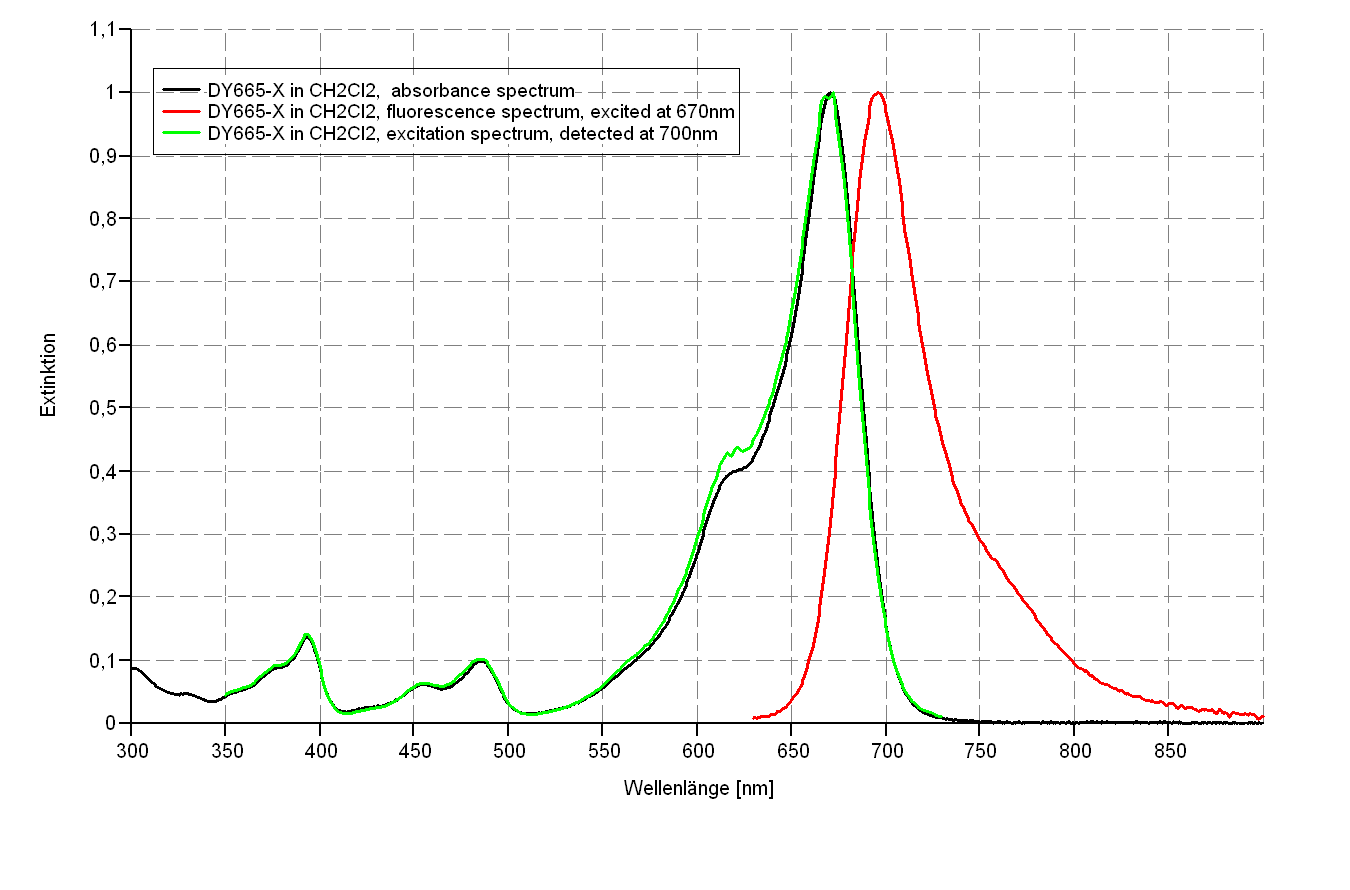 1,1
1
0,9
0,8
0,7
0,6
0,5
0,4
0,3
0,2
0,1
0
DY665-X in CH2Cl2,  absorbance spectrum
DY665-X in CH2Cl2, fluorescence spectrum, excited at 670nm
DY665-X in CH2Cl2, excitation spectrum, detected at 700nm
Extinktion
300 350 400 450 500 550 600 650 700 750 800 850
Wellenlänge [nm]